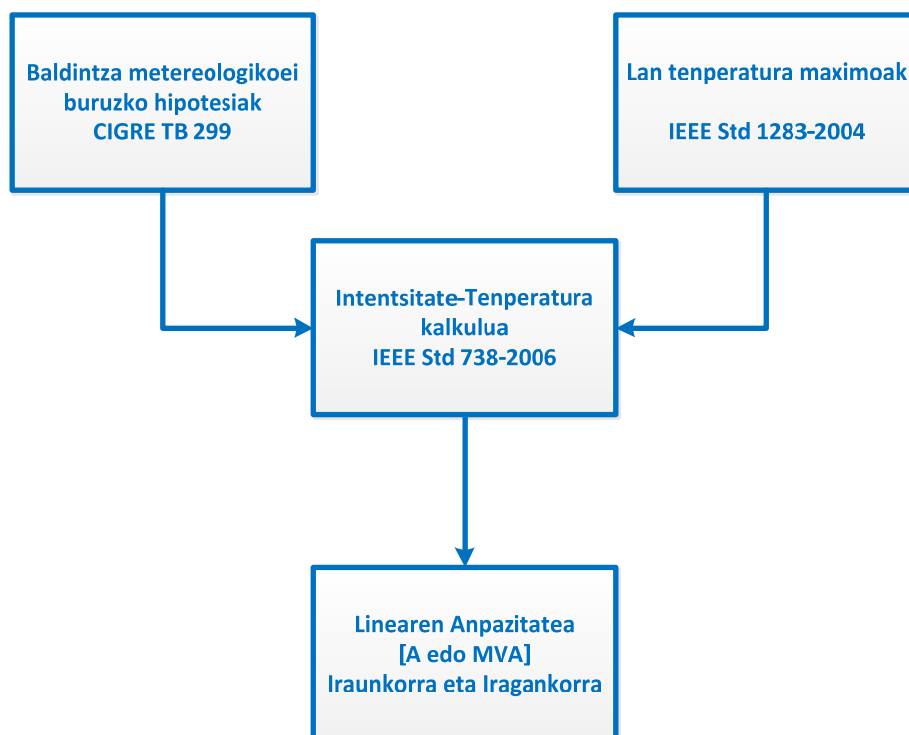 Baldintza metereologikoei
buruzko hipotesiak
CIGRE TB 299
Lan tenperatura maximoak
IEEE Std 1283-2004
Intentsitate-Tenperatura
kalkulua
IEEE Std 738-2006
Linearen Anpazitatea
[A edo MVA]
Iraunkorra eta Iragankorra